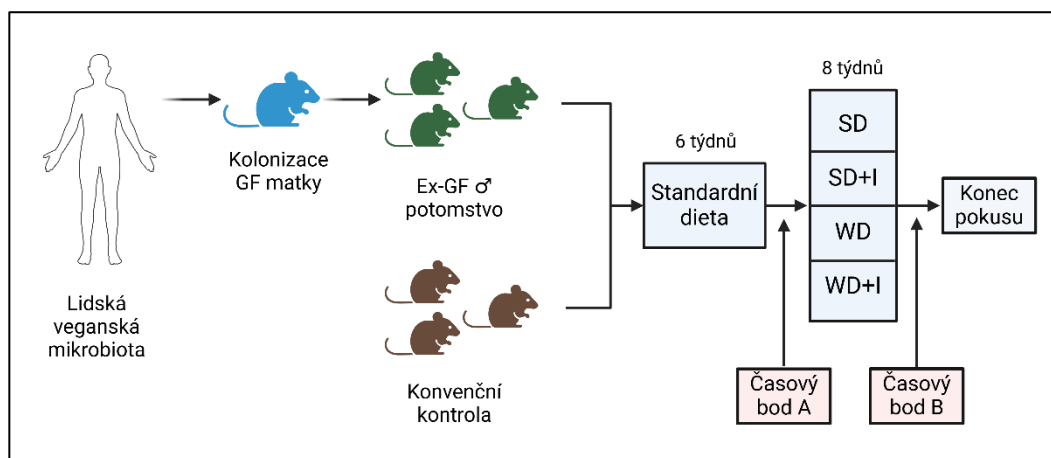 Lidská
veganská
mikrobiota
Kolonizace
GF matky
Ex-GF ♂
potomstvo
Konvenční
kontrola
6 týdnů
Standardní
dieta
8 týdnů
SD
SD+I
WD
WD+I
Konec
pokusu
Časový
bod A
Časový
bod B